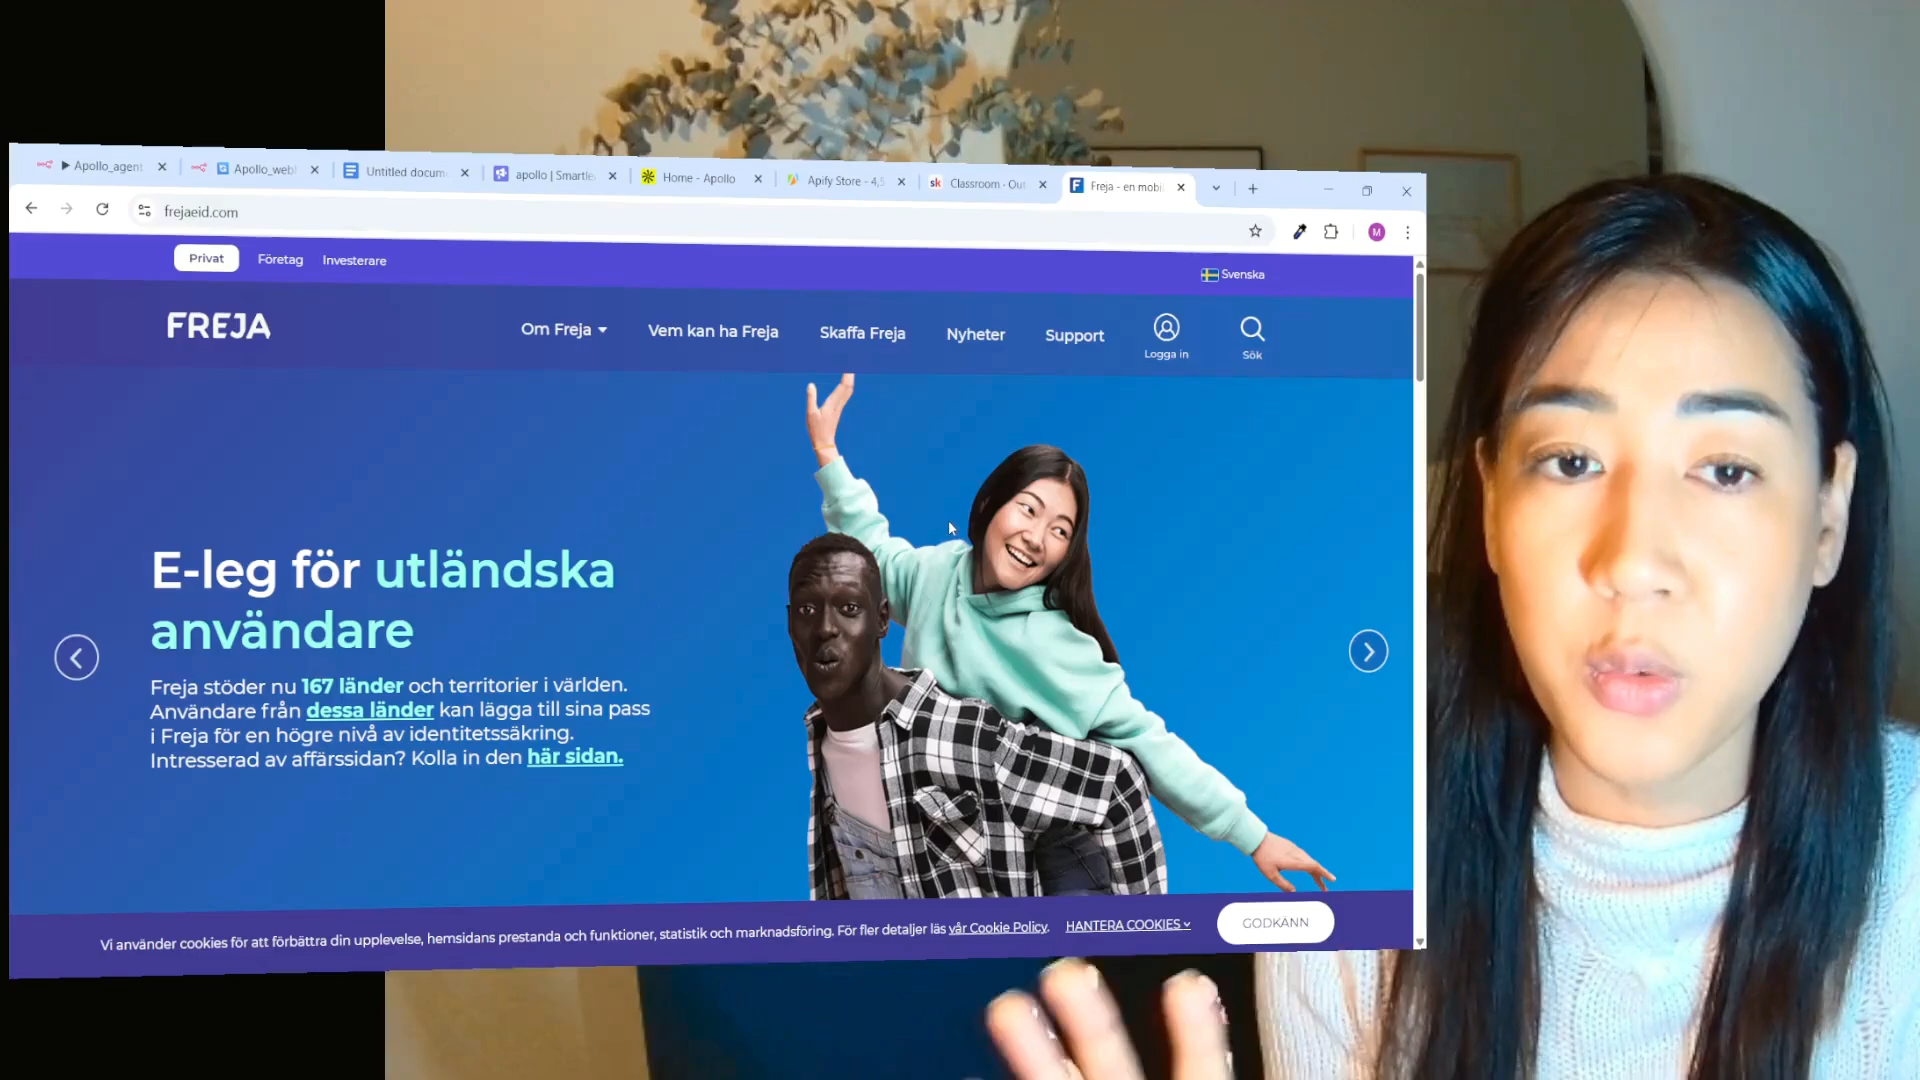 Apollo_agent
Apollo_web
Untitled docum
apollo | Smartle
Home - Apollo
Apify Store - 4,5
Classroom - Out
Freja - en mobi
frejaeid.com
M
Privat
Företag
Investerare
Svenska
FREJA
Om Freja
Vem kan ha Freja
Skaffa Freja
Nyheter
Support
Logga in
Sök
E-leg för utländska
användare
Freja stöder nu 167 länder och territorier i världen.
Användare från dessa länder kan lägga till sina pass
i Freja för en högre nivå av identitetssäkring.
Intresserad av affärssidan? Kolla in den här sidan.
Vi använder cookies för att förbättra din upplevelse, hemsidans prestanda och funktioner, statistik och marknadsföring. För fler detaljer läs vår Cookie Policy.
HANTERA COOKIES
GODKÄNN